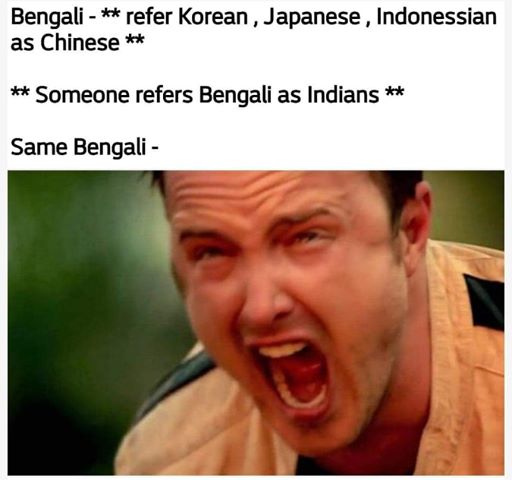 Bengali - ** refer Korean , Japanese , Indonessian
as Chinese **
** Someone refers Bengali as Indians **
Same Bengali -